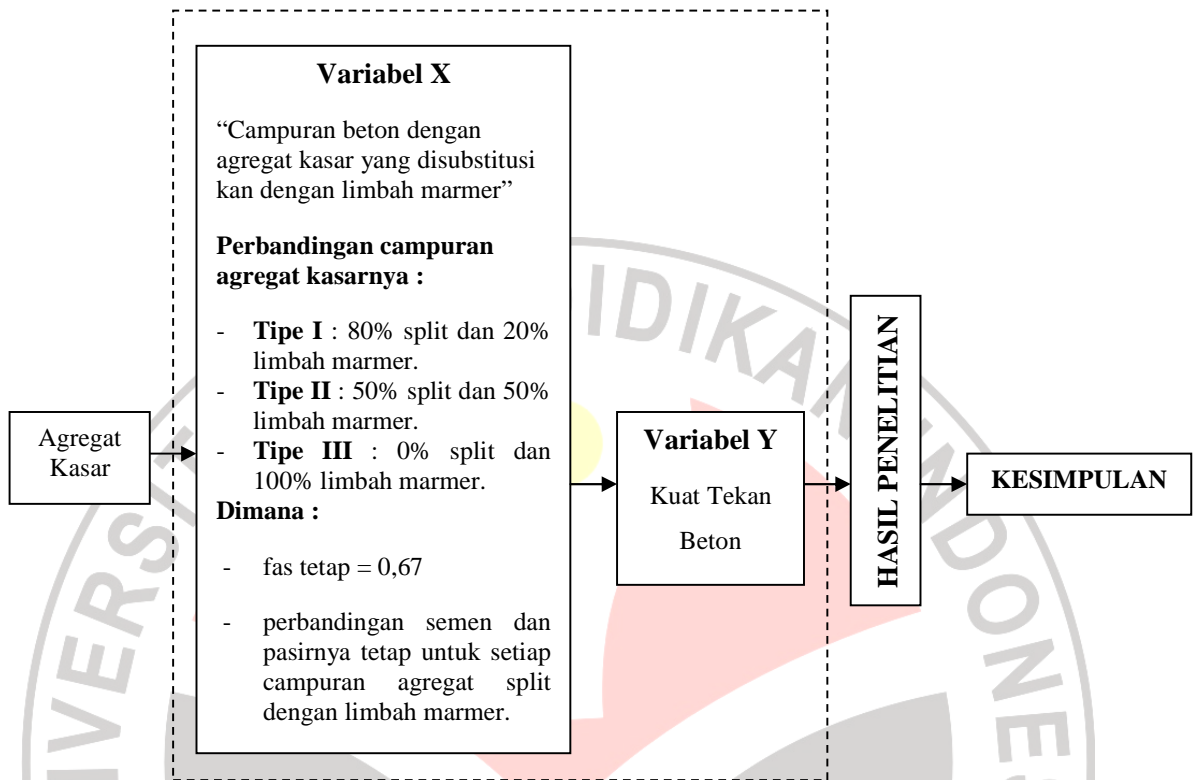 Agregat
Kasar
Variabel X
“Campuran beton dengan
agregat kasar yang disubstitusi
kan dengan limbah marmer”
Perbandingan campuran
agregat kasarnya :
- Tipe I : 80% split dan 20%
limbah marmer.
- Tipe II : 50% split dan 50%
limbah marmer.
- Tipe III : 0% split dan
100% limbah marmer.
Dimana :
- fas tetap = 0,67
- perbandingan semen dan
pasirnya tetap untuk setiap
campuran agregat split
dengan limbah marmer.
Variabel Y
Kuat Tekan
Beton
HASIL PENELITIAN
KESIMPULAN